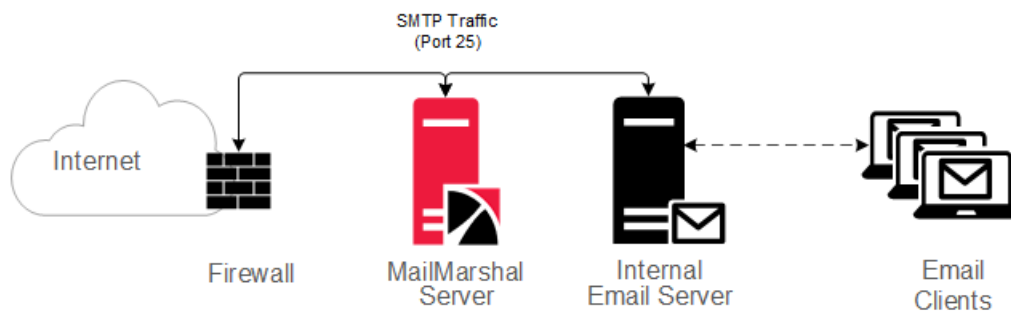 SMTP Traffic
(Port 25)
Internet
Firewall
MailMarshal
Server
Internal
Email Server
Email
Clients